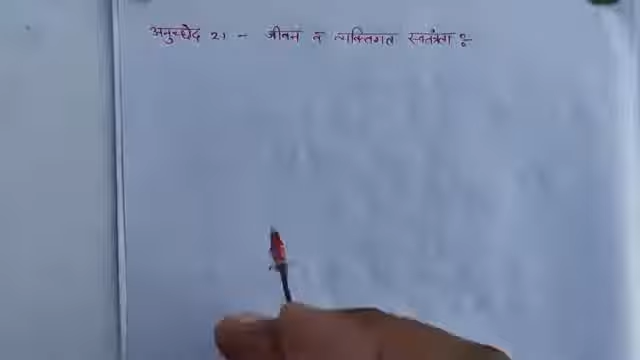 अनुच्छेद 21 - जीवन व व्यक्तिगत स्वतंत्रता :-